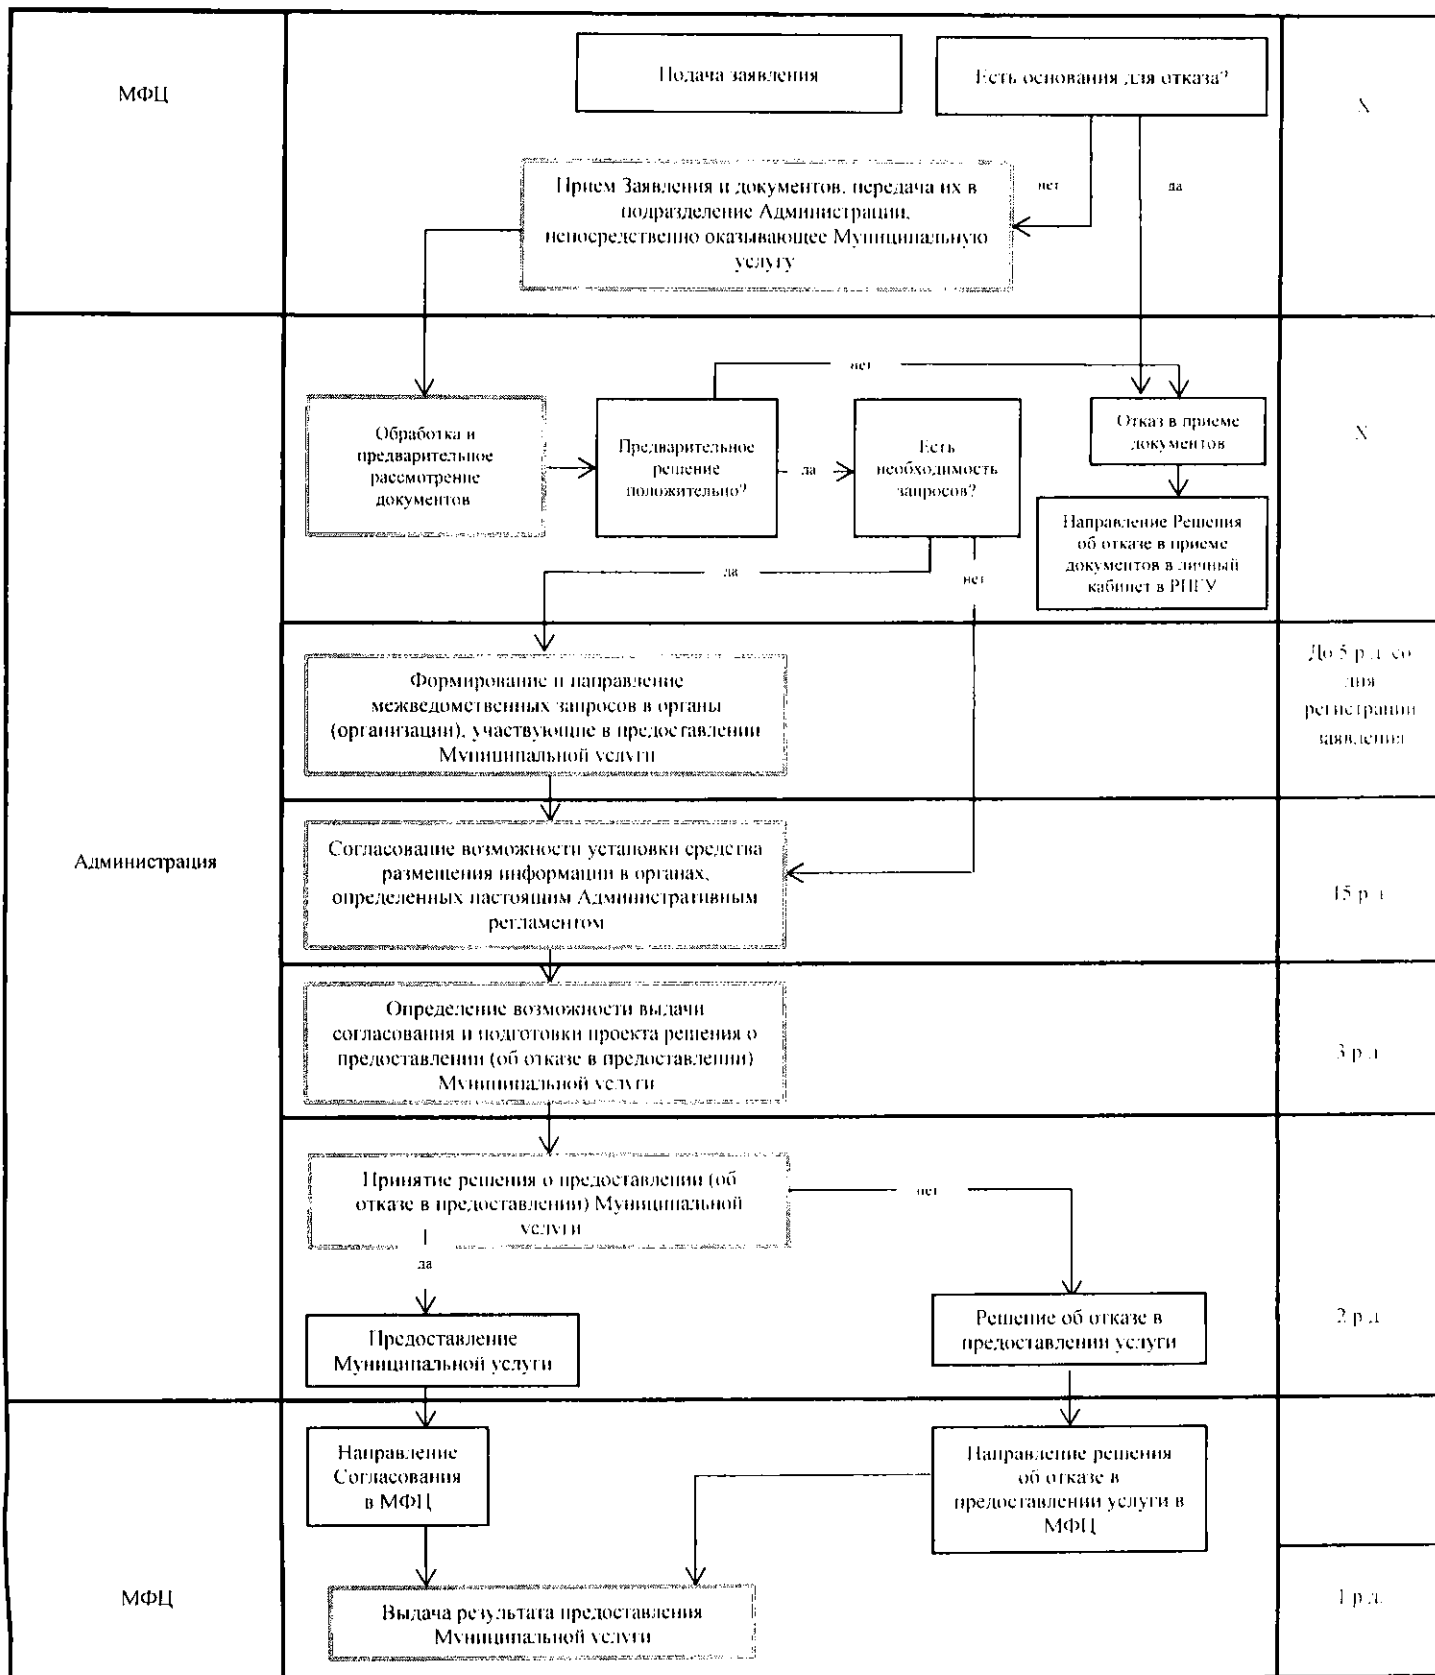 МФЦ
Подача заявления
Есть основания для отказа?
X
Прием Заявления и документов, передача их в
подразделение Администрации,
непосредственно оказывающее Муниципальную
услугу
нет
да
нет
Обработка и
предварительное
рассмотрение
документов
Предварительное
решение
положительно?
да
Есть
необходимость
запросов?
Отказ в приеме
документов
X
Направление Решения
об отказе в приеме
документов в личный
кабинет в РПГУ
да
нет
Администрация
Формирование и направление
межведомственных запросов в органы
(организации), участвующие в предоставлении
Муниципальной услуги
До 5 р.д. со
дня
регистрации
заявления
Согласование возможности установки средства
размещения информации в органах,
определенных настоящим Административным
регламентом
15 р.д.
Определение возможности выдачи
согласования и подготовки проекта решения о
предоставлении (об отказе в предоставлении)
Муниципальной услуги
3 р.д.
Принятие решения о предоставлении (об
отказе в предоставлении) Муниципальной
услуги
нет
да
Предоставление
Муниципальной услуги
Решение об отказе в
предоставлении услуги
2 р.д.
МФЦ
Направление
Согласования
в МФЦ
Направление решения
об отказе в
предоставлении услуги в
МФЦ
Выдача результата предоставления
Муниципальной услуги
1 р.д.